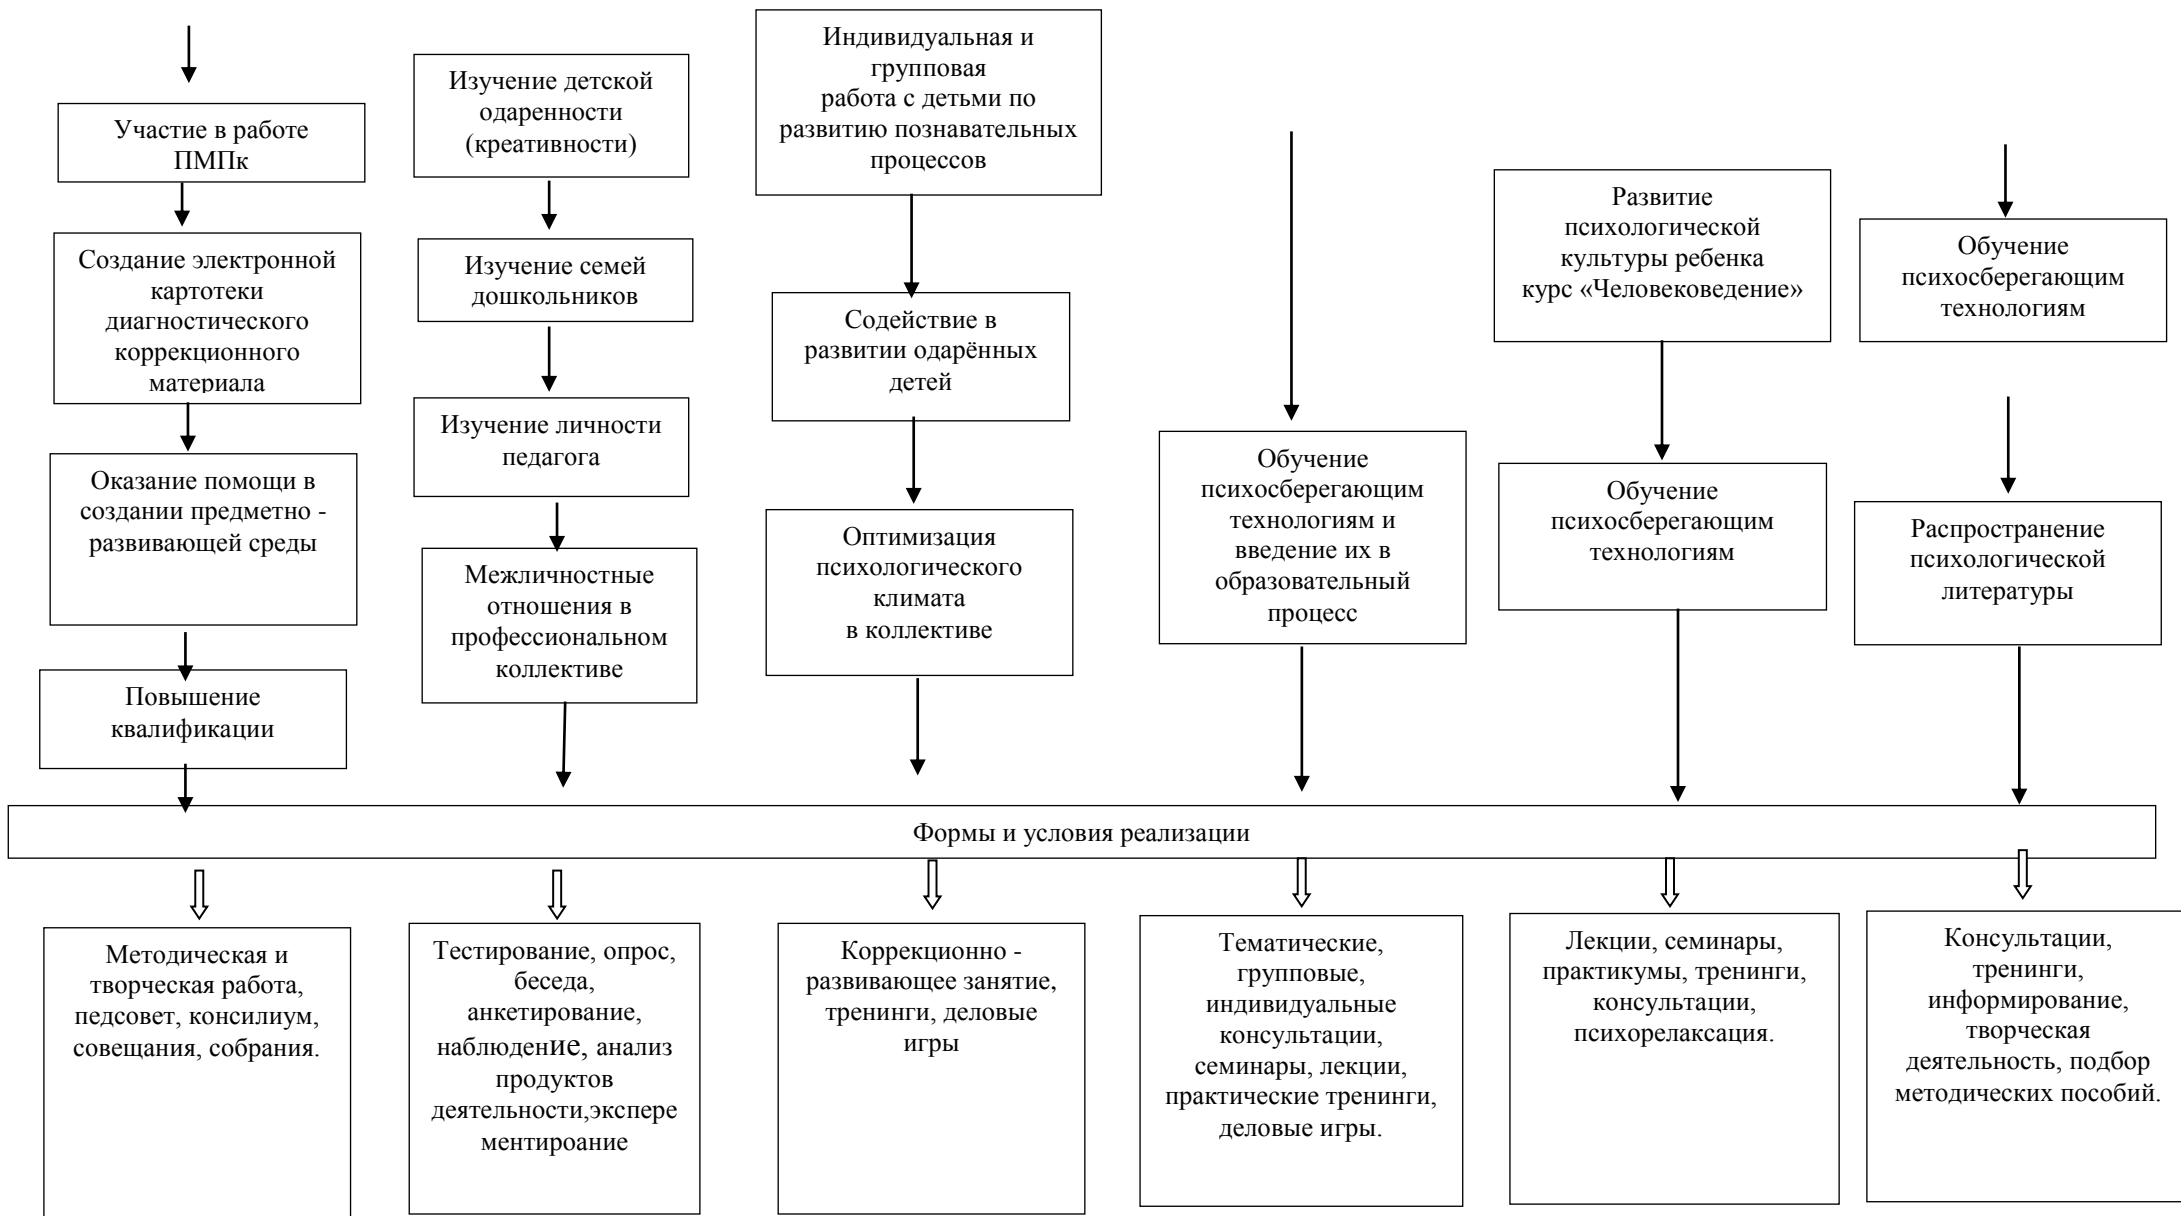 Участие в работе
ПМПк
Создание электронной
картотеки
диагностического
коррекционного
материала
Оказание помощи в
создании предметно -
развивающей среды
Повышение
квалификации
Изучение детской
одаренности
(креативности)
Изучение семей
дошкольников
Изучение личности
педагога
Межличностные
отношения в
профессиональном
коллективе
Индивидуальная и
групповая
работа с детьми по
развитию познавательных
процессов
Содействие в
развитии одарённых
детей
Оптимизация
психологического
климата
в коллективе
Обучение
психосберегающим
технологиям и
введение их в
образовательный
процесс
Развитие
психологической
культуры ребенка
курс «Человековедение»
Обучение
психосберегающим
технологиям
Обучение
психосберегающим
технологиям
Распространение
психологической
литературы
Формы и условия реализации
Методическая и
творческая работа,
педсовет, консилиум,
совещания, собрания.
Тестирование, опрос,
беседа,
анкетирование,
наблюдение, анализ
продуктов
деятельности,экспере
ментироание
Коррекционно -
развивающее занятие,
тренинги, деловые
игры
Тематические,
групповые,
индивидуальные
консультации,
семинары, лекции,
практические тренинги,
деловые игры.
Лекции, семинары,
практикумы, тренинги,
консультации,
психорелаксация.
Консультации,
тренинги,
информирование,
творческая
деятельность, подбор
методических пособий.